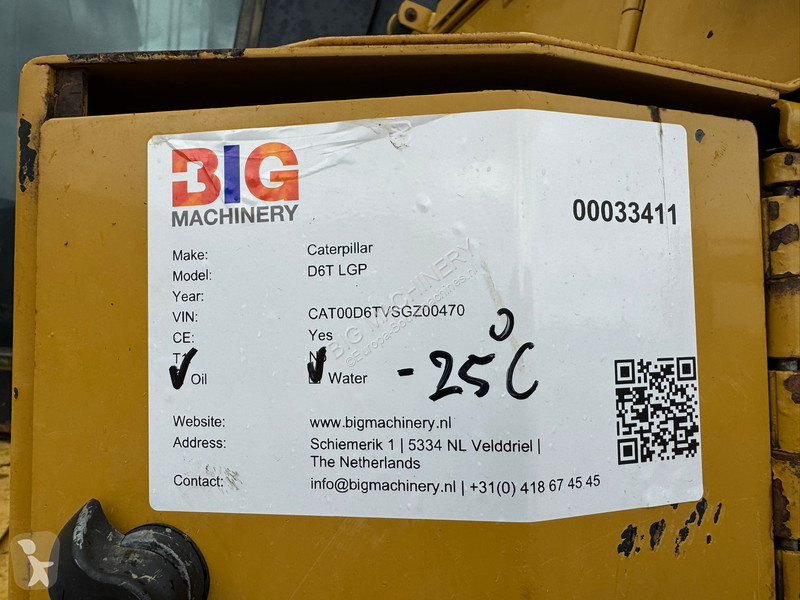 BIG
MACHINERY
00033411
Make: Caterpillar
Model: D6T LGP
Year:
VIN: CAT00D6TVSGZ00470
CE: Yes
✓ Oil ✓ Water -25°C
Website: www.bigmachinery.nl
Address: Schiemerik 1 | 5334 NL Velddriel |
The Netherlands
Contact: info@bigmachinery.nl | +31(0) 418 67 45 45
BIG MACHINERY